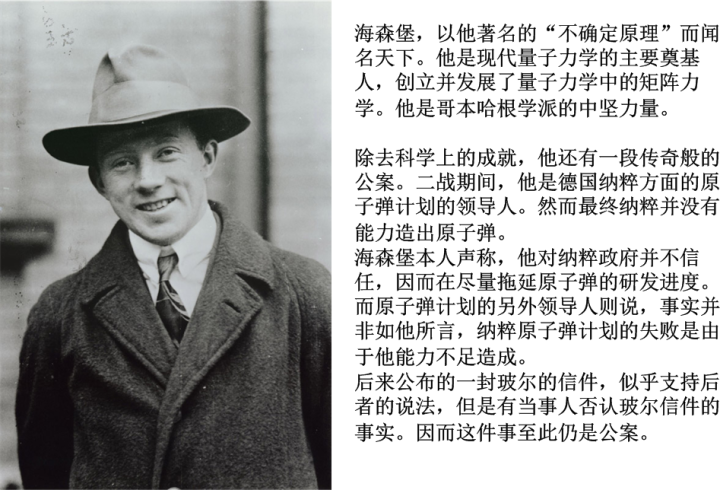 海森堡，以他著名的“不确定原理”而闻
名天下。他是现代量子力学的主要奠基
人，创立并发展了量子力学中的矩阵力
学。他是哥本哈根学派的中坚力量。
除去科学上的成就，他还有一段传奇般的
公案。二战期间，他是德国纳粹方面的原
子弹计划的领导人。然而最终纳粹并没有
能力造出原子弹。
海森堡本人声称，他对纳粹政府并不信
任，因而在尽量拖延原子弹的研发进度。
而原子弹计划的另外领导人则说，事实并
非如他所言，纳粹原子弹计划的失败是由
于他能力不足造成。
后来公布的一封玻尔的信件，似乎支持后
者的说法，但是有当事人否认玻尔信件的
事实。因而这件事至此仍是公案。